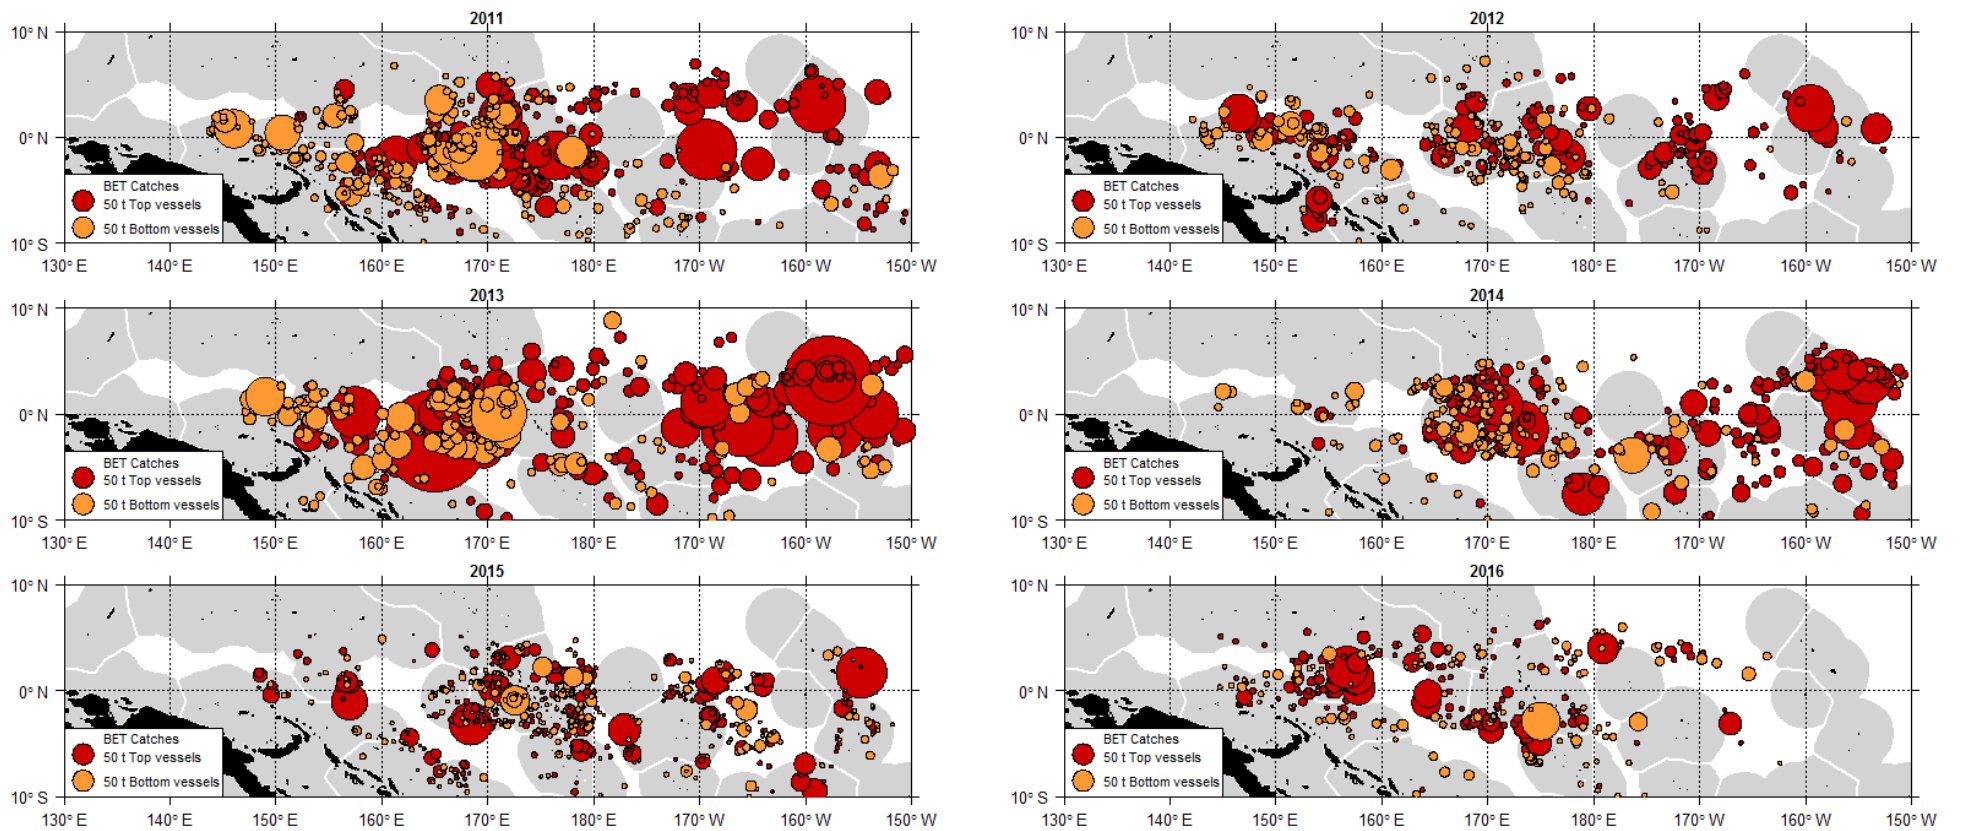 2011
10° N
0° N
10° S
BET Catches
50 t Top vessels
50 t Bottom vessels
130° E 140° E 150° E 160° E 170° E 180° E 170° W 160° W 150° W
2012
10° N
0° N
10° S
BET Catches
50 t Top vessels
50 t Bottom vessels
130° E 140° E 150° E 160° E 170° E 180° E 170° W 160° W 150° W
2013
10° N
0° N
10° S
BET Catches
50 t Top vessels
50 t Bottom vessels
130° E 140° E 150° E 160° E 170° E 180° E 170° W 160° W 150° W
2014
10° N
0° N
10° S
BET Catches
50 t Top vessels
50 t Bottom vessels
130° E 140° E 150° E 160° E 170° E 180° E 170° W 160° W 150° W
2015
10° N
0° N
10° S
BET Catches
50 t Top vessels
50 t Bottom vessels
130° E 140° E 150° E 160° E 170° E 180° E 170° W 160° W 150° W
2016
10° N
0° N
10° S
BET Catches
50 t Top vessels
50 t Bottom vessels
130° E 140° E 150° E 160° E 170° E 180° E 170° W 160° W 150° W